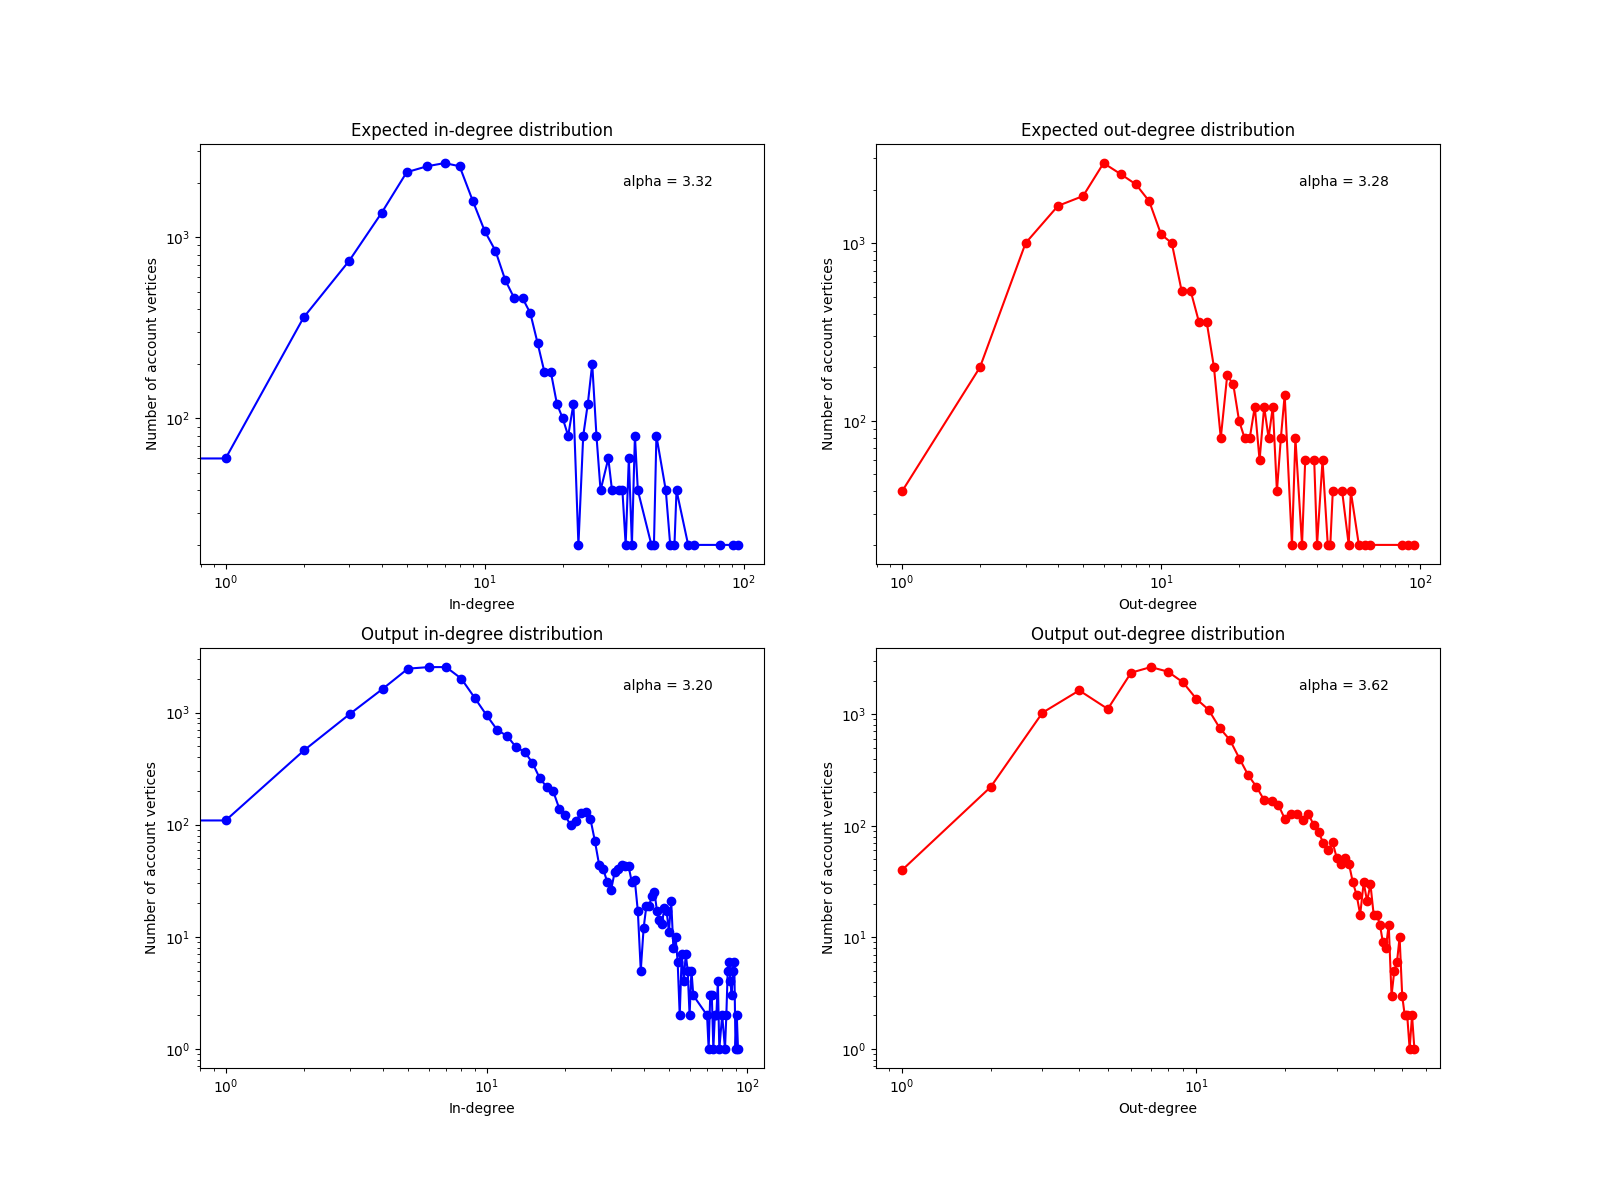 Expected in-degree distribution
alpha = 3.32
Number of account vertices
10³
10²
10⁰ 10¹ 10²
In-degree
Expected out-degree distribution
alpha = 3.28
Number of account vertices
10³
10²
10⁰ 10¹ 10²
Out-degree
Output in-degree distribution
alpha = 3.20
Number of account vertices
10³
10²
10¹
10⁰
10⁰ 10¹ 10²
In-degree
Output out-degree distribution
alpha = 3.62
Number of account vertices
10³
10²
10¹
10⁰
10⁰ 10¹
Out-degree